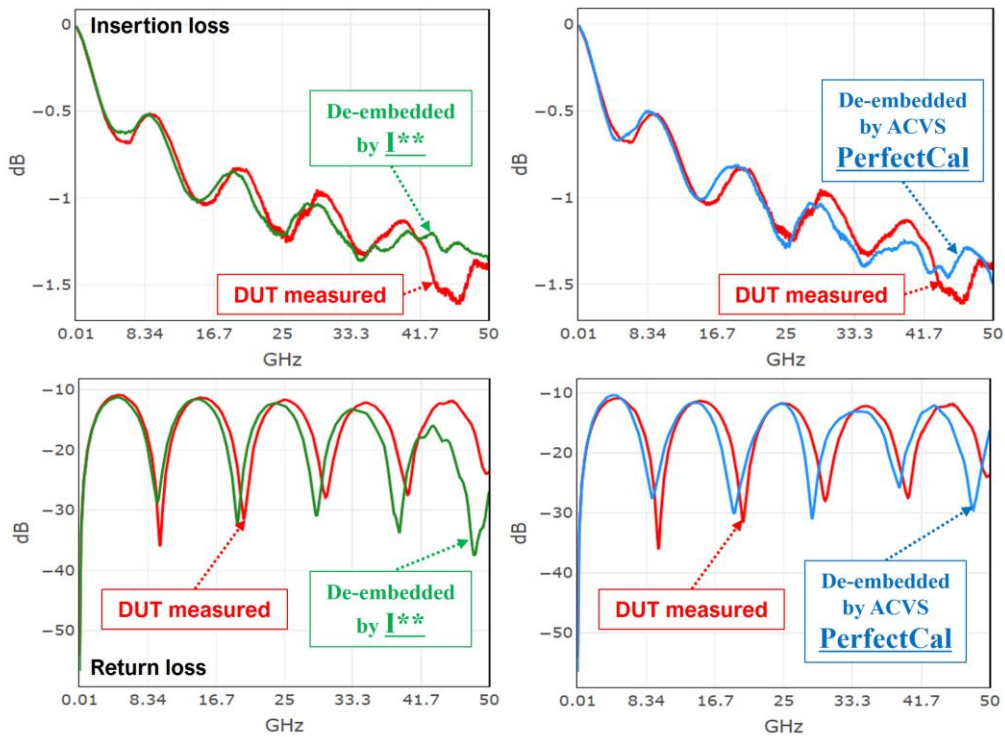 Insertion loss
0
−0.5
−1
−1.5
dB
De-embedded
by I**
DUT measured
0.01 8.34 16.7 25 33.3 41.7 50
GHz
0
−0.5
−1
−1.5
dB
De-embedded
by ACVS
PerfectCal
DUT measured
0.01 8.34 16.7 25 33.3 41.7 50
GHz
−10
−20
−30
−40
−50
dB
DUT measured
De-embedded
by I**
Return loss
0.01 8.34 16.7 25 33.3 41.7 50
GHz
−10
−20
−30
−40
−50
dB
DUT measured
De-embedded
by ACVS
PerfectCal
0.01 8.34 16.7 25 33.3 41.7 50
GHz